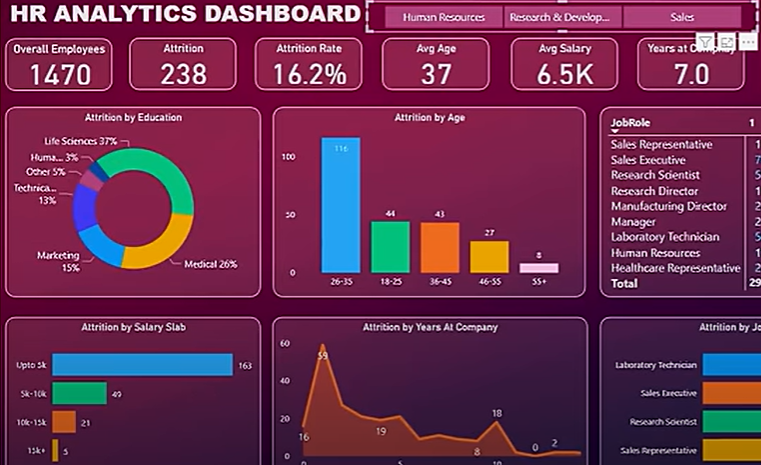 HR ANALYTICS DASHBOARD
Human Resources
Research & Develop...
Sales
Overall Employees
1470
Attrition
238
Attrition Rate
16.2%
Avg Age
37
Avg Salary
6.5K
Years at Company
7.0
Attrition by Education
Life Sciences 37%
Huma... 3%
Other 5%
Technica...
13%
Marketing
15%
Medical 26%
Attrition by Age
100
50
0
116
44
43
27
8
26-35
18-25
36-45
46-55
55+
JobRole 1
Sales Representative 1
Sales Executive 7
Research Scientist 5
Research Director 1
Manufacturing Director 2
Manager 2
Laboratory Technician 5
Human Resources 1
Healthcare Representative 2
Total 29
Attrition by Salary Slab
Upto 5k 163
5k-10k 49
10k-15k 21
15k+ 5
Attrition by Years At Company
60
40
20
0
59
16
19
8
18
0
2
Attrition by Jo
Laboratory Technician
Sales Executive
Research Scientist
Sales Representative